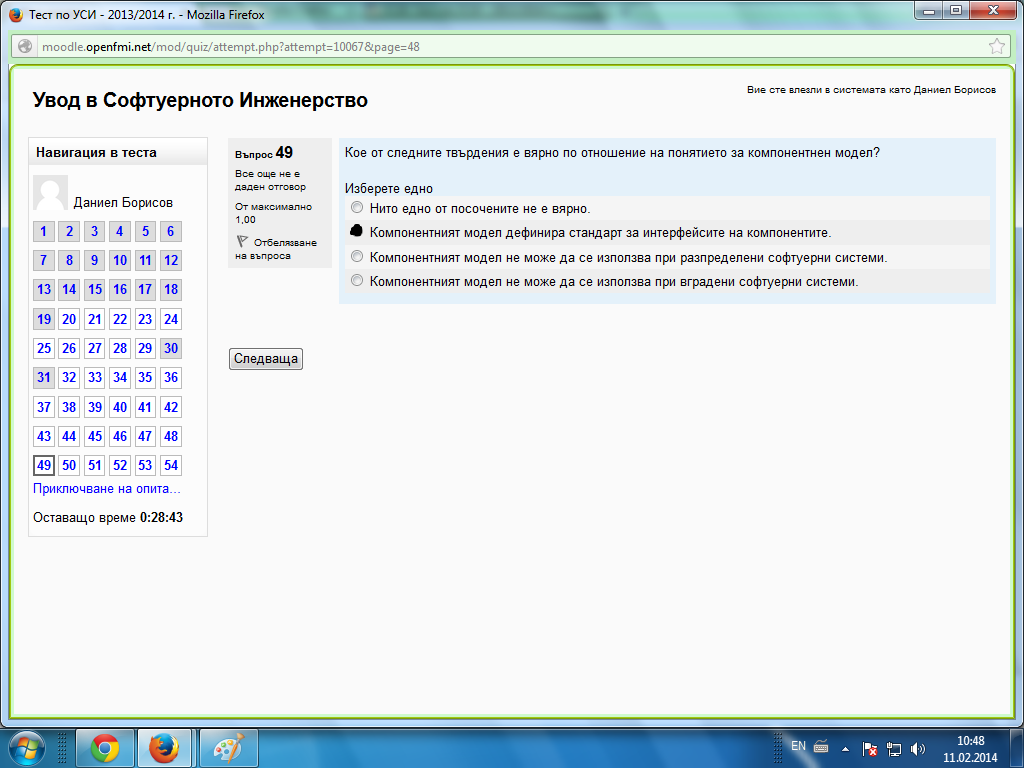 Тест по УСИ - 2013/2014 г. - Mozilla Firefox
moodle.openfmi.net/mod/quiz/attempt.php?attempt=10067&page=48
Вие сте влезли в системата като Даниел Борисов
Увод в Софтуерното Инженерство
Навигация в теста
Даниел Борисов
1 2 3 4 5 6
7 8 9 10 11 12
13 14 15 16 17 18
19 20 21 22 23 24
25 26 27 28 29 30
31 32 33 34 35 36
37 38 39 40 41 42
43 44 45 46 47 48
49 50 51 52 53 54
Приключване на опита...
Оставащо време 0:28:43
Въпрос 49
Все още не е
даден отговор
От максимално
1,00
Отбелязване
на въпроса
Кое от следните твърдения е вярно по отношение на понятието за компонентен модел?
Изберете едно
Нито едно от посочените не е вярно.
Компонентният модел дефинира стандарт за интерфейсите на компонентите.
Компонентният модел не може да се използва при разпределени софтуерни системи.
Компонентният модел не може да се използва при вградени софтуерни системи.
Следваща
EN
10:48
11.02.2014